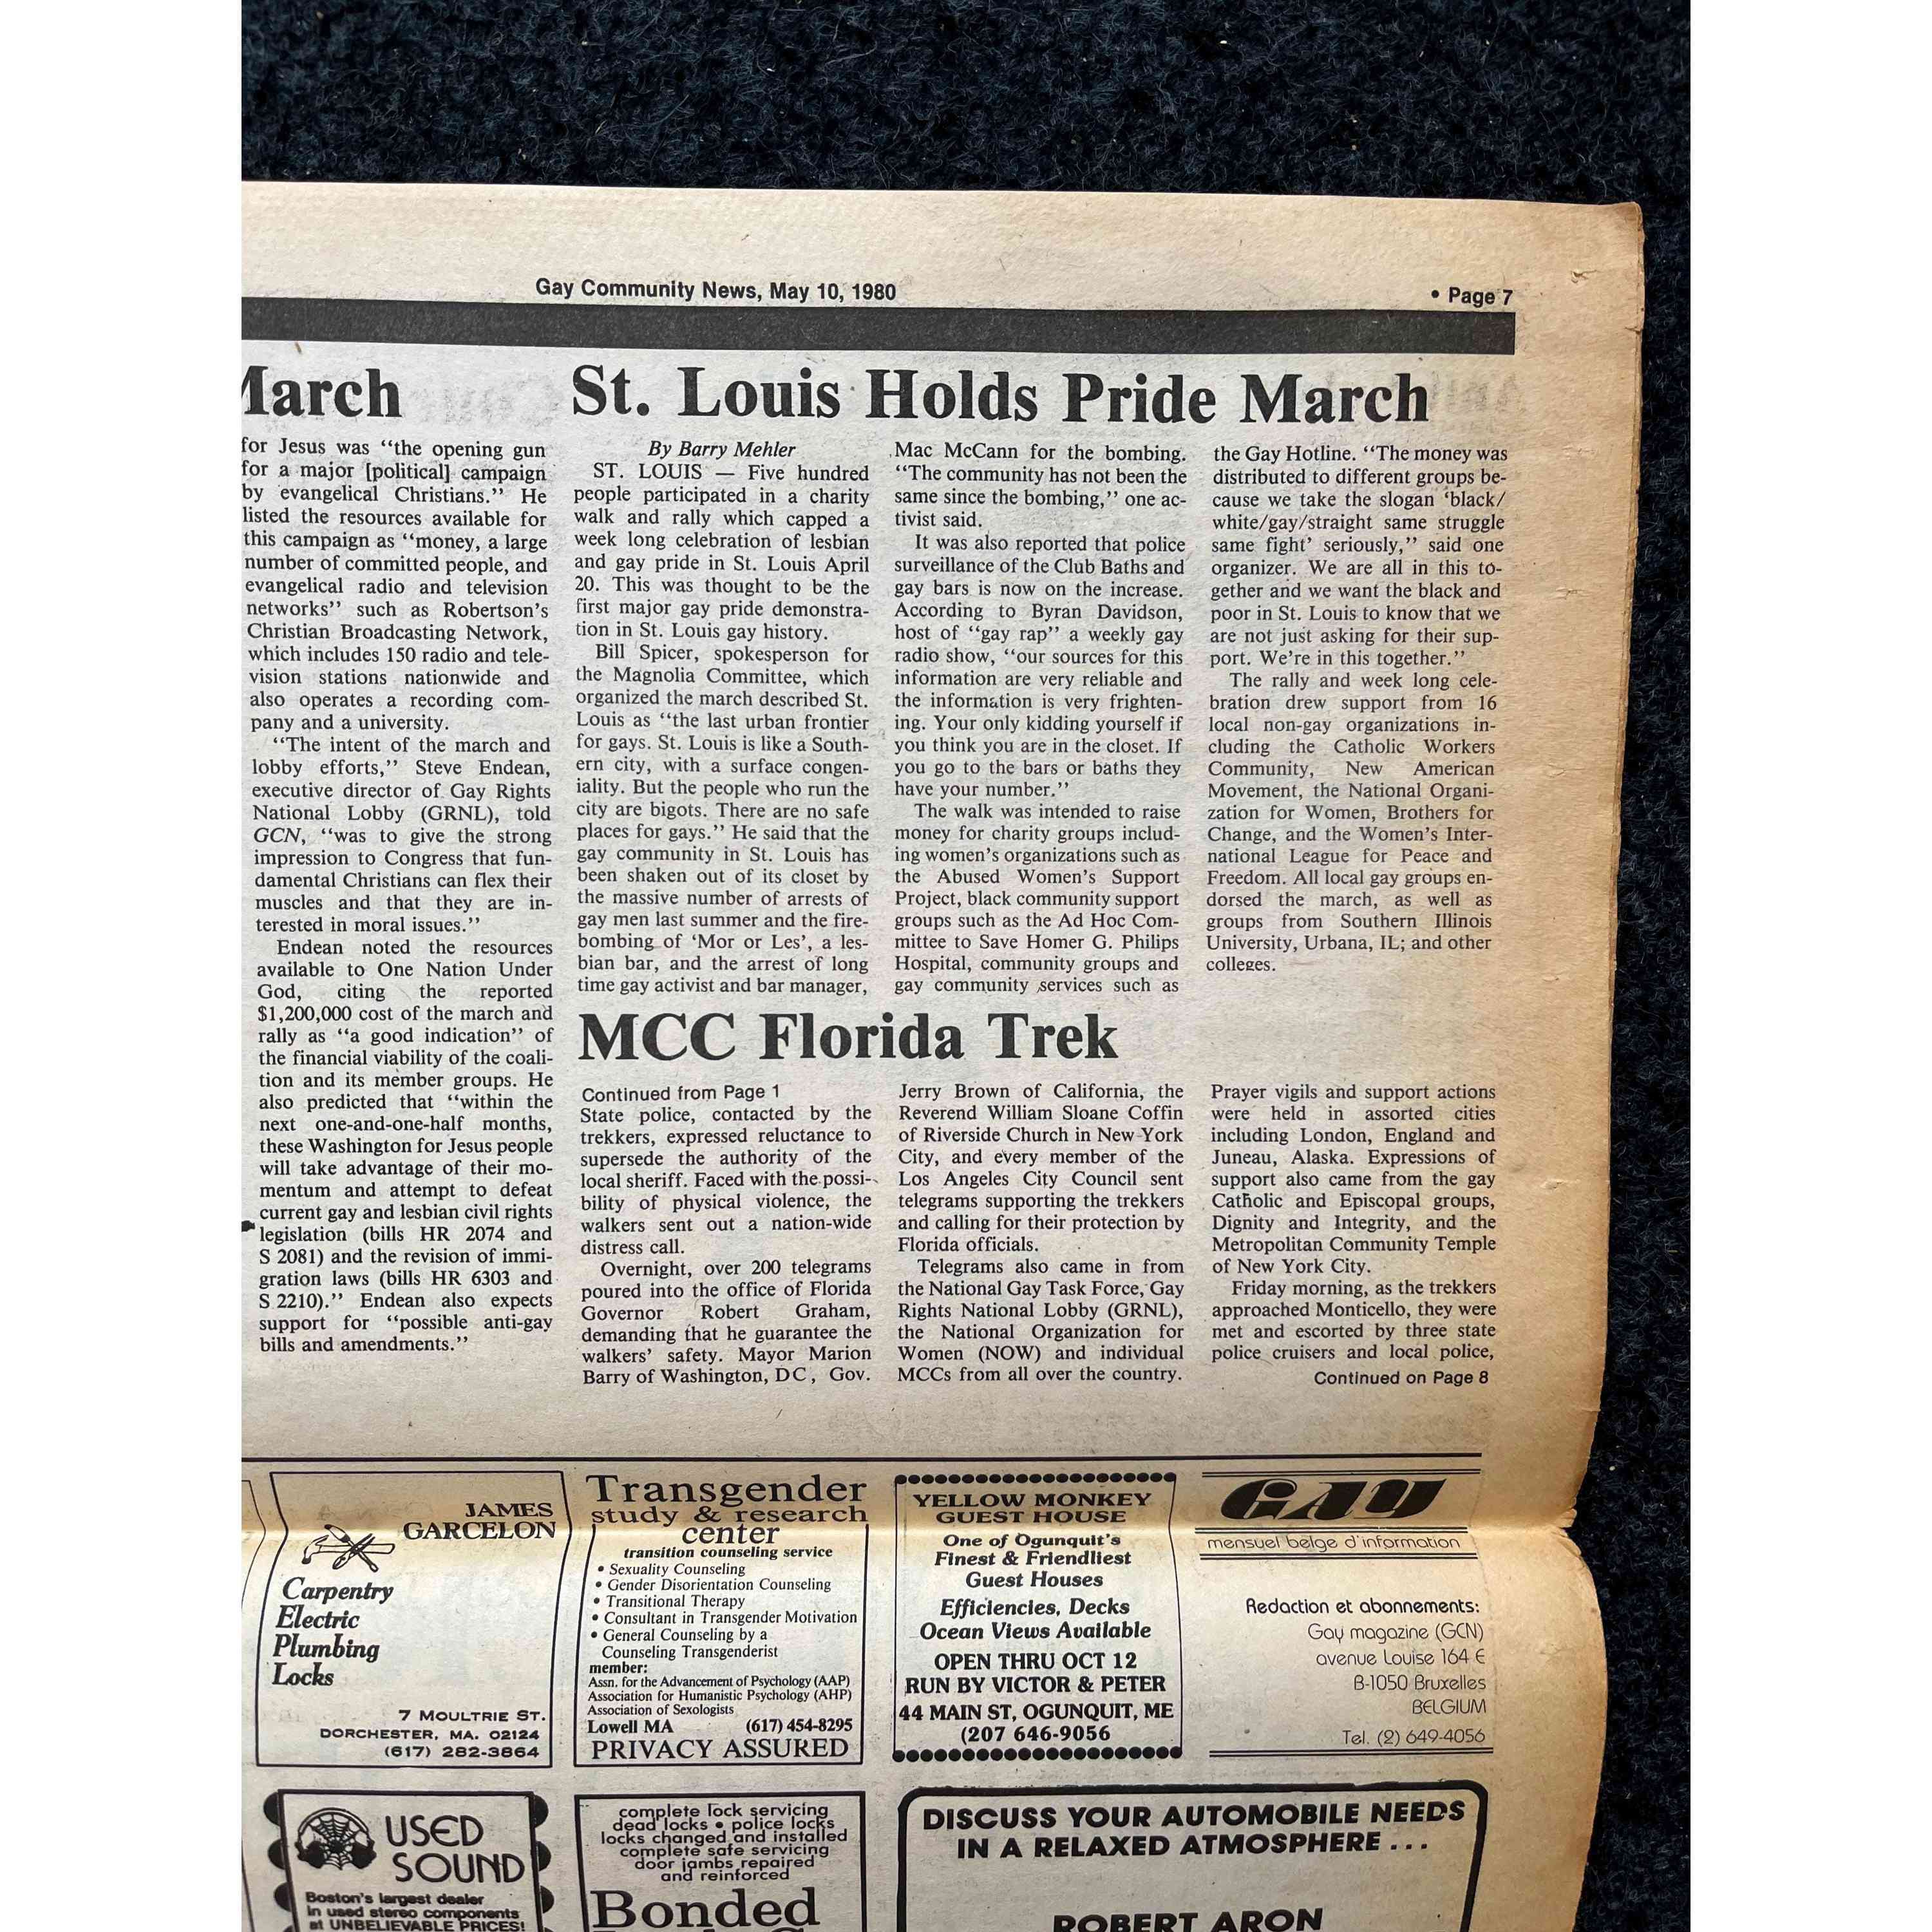 Gay Community News, May 10, 1980
• Page 7
March
for Jesus was “the opening gun
for a major [political] campaign
by evangelical Christians.” He
listed the resources available for
this campaign as “money, a large
number of committed people, and
evangelical radio and television
networks” such as Robertson’s
Christian Broadcasting Network,
which includes 150 radio and tele-
vision stations nationwide and
also operates a recording com-
pany and a university.
“The intent of the march and
lobby efforts,” Steve Endean,
executive director of Gay Rights
National Lobby (GRNL), told
GCN, “was to give the strong
impression to Congress that fun-
damental Christians can flex their
muscles and that they are in-
terested in moral issues.”
Endean noted the resources
available to One Nation Under
God, citing the reported
$1,200,000 cost of the march and
rally as “a good indication” of
the financial viability of the coali-
tion and its member groups. He
also predicted that “within the
next one-and-one-half months,
these Washington for Jesus people
will take advantage of their mo-
mentum and attempt to defeat
current gay and lesbian civil rights
legislation (bills HR 2074 and
S 2081) and the revision of immi-
gration laws (bills HR 6303 and
S 2210).” Endean also expects
support for “possible anti-gay
bills and amendments.”
St. Louis Holds Pride March
By Barry Mehler
ST. LOUIS — Five hundred
people participated in a charity
walk and rally which capped a
week long celebration of lesbian
and gay pride in St. Louis April
20. This was thought to be the
first major gay pride demonstra-
tion in St. Louis gay history.
Bill Spicer, spokesperson for
the Magnolia Committee, which
organized the march described St.
Louis as “the last urban frontier
for gays. St. Louis is like a South-
ern city, with a surface congen-
iality. But the people who run the
city are bigots. There are no safe
places for gays.” He said that the
gay community in St. Louis has
been shaken out of its closet by
the massive number of arrests of
gay men last summer and the fire-
bombing of ‘Mor or Les’, a les-
bian bar, and the arrest of long
time gay activist and bar manager,
Mac McCann for the bombing.
“The community has not been the
same since the bombing,” one ac-
tivist said.
It was also reported that police
surveillance of the Club Baths and
gay bars is now on the increase.
According to Byran Davidson,
host of “gay rap” a weekly gay
radio show, “our sources for this
information are very reliable and
the information is very frighten-
ing. Your only kidding yourself if
you think you are in the closet. If
you go to the bars or baths they
have your number.”
The walk was intended to raise
money for charity groups includ-
ing women’s organizations such as
the Abused Women’s Support
Project, black community support
groups such as the Ad Hoc Com-
mittee to Save Homer G. Philips
Hospital, community groups and
gay community services such as
the Gay Hotline. “The money was
distributed to different groups be-
cause we take the slogan ‘black/
white/gay/straight same struggle
same fight’ seriously,” said one
organizer. We are all in this to-
gether and we want the black and
poor in St. Louis to know that we
are not just asking for their sup-
port. We’re in this together.”
The rally and week long cele-
bration drew support from 16
local non-gay organizations in-
cluding the Catholic Workers
Community, New American
Movement, the National Organi-
zation for Women, Brothers for
Change, and the Women’s Inter-
national League for Peace and
Freedom. All local gay groups en-
dorsed the march, as well as
groups from Southern Illinois
University, Urbana, IL; and other
colleges.
MCC Florida Trek
Continued from Page 1
State police, contacted by the
trekkers, expressed reluctance to
supersede the authority of the
local sheriff. Faced with the possi-
bility of physical violence, the
walkers sent out a nation-wide
distress call.
Overnight, over 200 telegrams
poured into the office of Florida
Governor Robert Graham,
demanding that he guarantee the
walkers’ safety. Mayor Marion
Barry of Washington, DC, Gov.
Jerry Brown of California, the
Reverend William Sloane Coffin
of Riverside Church in New York
City, and every member of the
Los Angeles City Council sent
telegrams supporting the trekkers
and calling for their protection by
Florida officials.
Telegrams also came in from
the National Gay Task Force, Gay
Rights National Lobby (GRNL),
the National Organization for
Women (NOW) and individual
MCCs from all over the country.
Prayer vigils and support actions
were held in assorted cities
including London, England and
Juneau, Alaska. Expressions of
support also came from the gay
Catholic and Episcopal groups,
Dignity and Integrity, and the
Metropolitan Community Temple
of New York City.
Friday morning, as the trekkers
approached Monticello, they were
met and escorted by three state
police cruisers and local police,
Continued on Page 8
JAMES
GARCELON
Carpentry
Electric
Plumbing
Locks
7 MOULTRIE ST.
DORCHESTER, MA. 02124
(617) 282-3864
Transgender
study & research
center
transition counseling service
• Sexuality Counseling
• Gender Disorientation Counseling
• Transitional Therapy
• Consultant in Transgender Motivation
• General Counseling by a
Counseling Transgenderist
member:
Assn. for the Advancement of Psychology (AAP)
Association for Humanistic Psychology (AHP)
Association of Sexologists
Lowell MA (617) 454-8295
PRIVACY ASSURED
YELLOW MONKEY
GUEST HOUSE
One of Ogunquit’s
Finest & Friendliest
Guest Houses
Efficiencies, Decks
Ocean Views Available
OPEN THRU OCT 12
RUN BY VICTOR & PETER
44 MAIN ST, OGUNQUIT, ME
(207 646-9056
GAY
mensuel belge d’information
Redaction et abonnements:
Gay magazine (GCN)
avenue Louise 164 E
B-1050 Bruxelles
BELGIUM
Tel. (2) 649-4056
USED
SOUND
Boston’s largest dealer
in used stereo components
at UNBELIEVABLE PRICES!
complete lock servicing
dead locks • police locks
locks changed and installed
complete safe servicing
door jambs repaired
and reinforced
Bonded
DISCUSS YOUR AUTOMOBILE NEEDS
IN A RELAXED ATMOSPHERE ...
ROBERT ARON